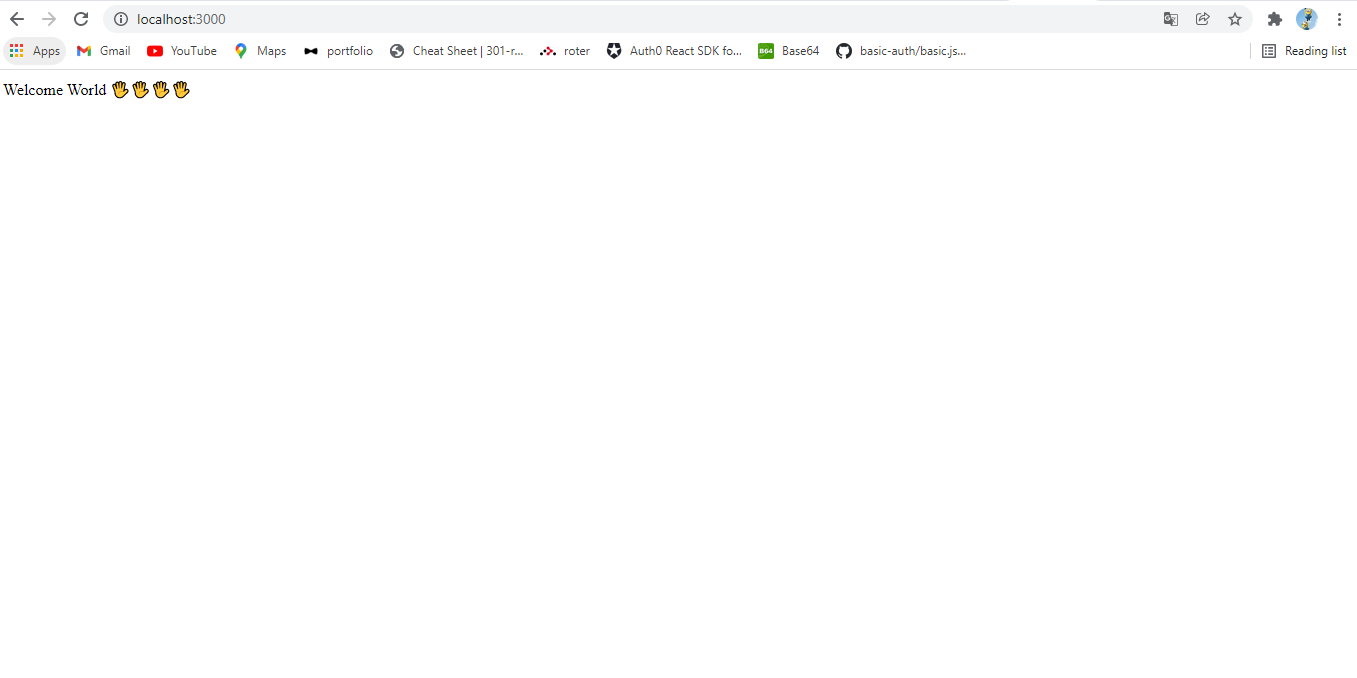 localhost:3000
Apps Gmail YouTube Maps portfolio Cheat Sheet | 301-r... roter Auth0 React SDK fo... B64 Base64 basic-auth/basic.js... Reading list
Welcome World 🖐🖐🖐🖐